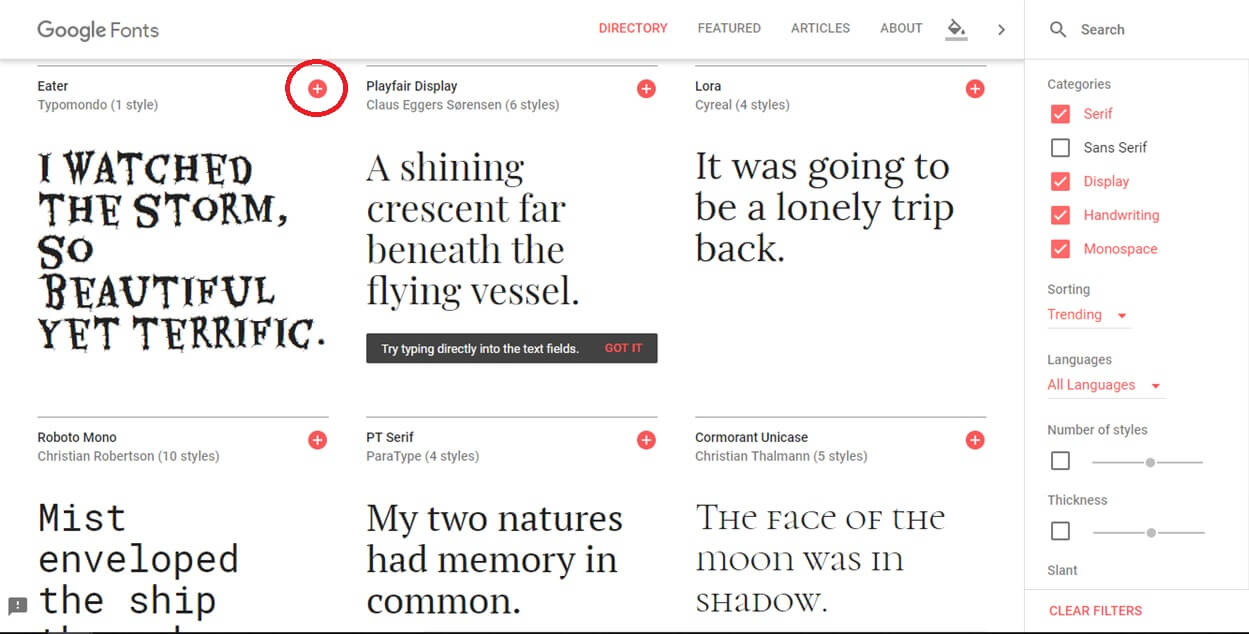 Google Fonts
DIRECTORY
FEATURED
ARTICLES
ABOUT
Search
Eater
Typomondo (1 style)
I WATCHED
THE STORM,
SO
BEAUTIFUL
YET TERRIFIC.
Playfair Display
Claus Eggers Sørensen (6 styles)
A shining
crescent far
beneath the
flying vessel.
Try typing directly into the text fields. GOT IT
Lora
Cyreal (4 styles)
It was going to
be a lonely trip
back.
Roboto Mono
Christian Robertson (10 styles)
Mist
enveloped
the ship
PT Serif
ParaType (4 styles)
My two natures
had memory in
common.
Cormorant Unicase
Christian Thalmann (5 styles)
The face of the
moon was in
shadow.
Categories
Serif
Sans Serif
Display
Handwriting
Monospace
Sorting
Trending
Languages
All Languages
Number of styles
Thickness
Slant
CLEAR FILTERS